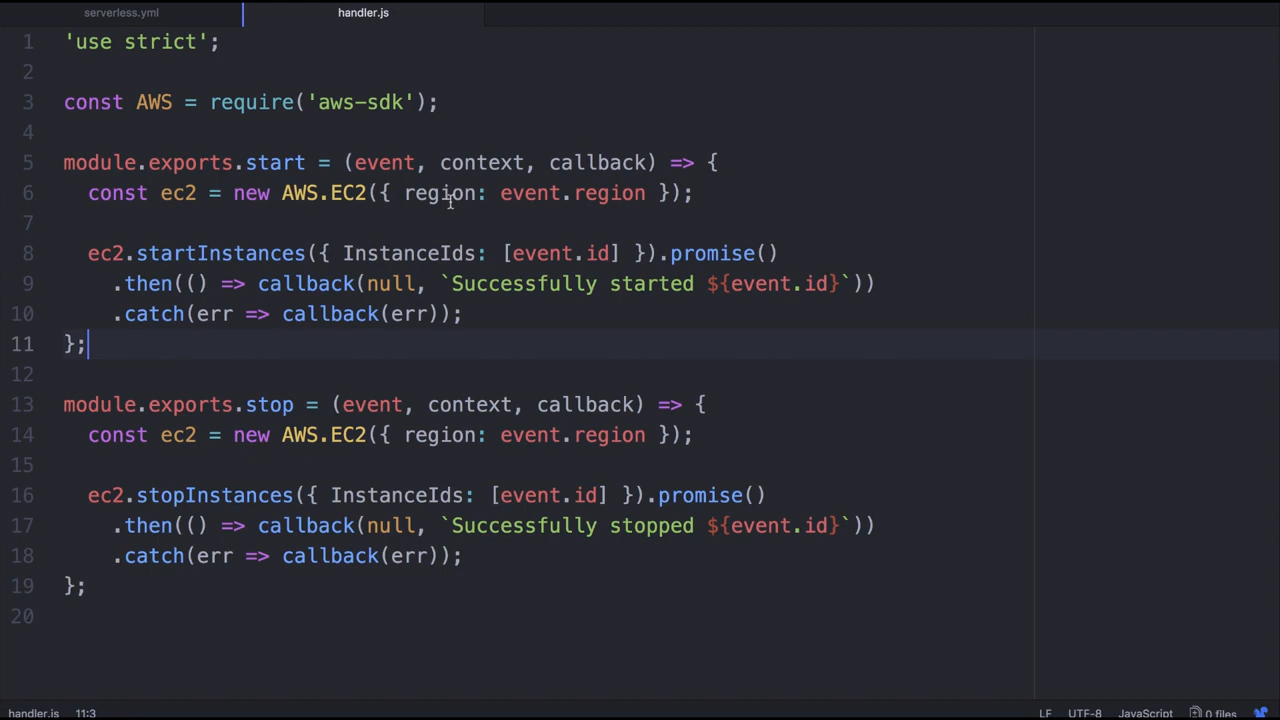 serverless.yml
handler.js
1 'use strict';
2
3 const AWS = require('aws-sdk');
4
5 module.exports.start = (event, context, callback) => {
6 const ec2 = new AWS.EC2({ region: event.region });
7
8 ec2.startInstances({ InstanceIds: [event.id] }).promise()
9 .then(() => callback(null, `Successfully started ${event.id}`))
10 .catch(err => callback(err));
11 };
12
13 module.exports.stop = (event, context, callback) => {
14 const ec2 = new AWS.EC2({ region: event.region });
15
16 ec2.stopInstances({ InstanceIds: [event.id] }).promise()
17 .then(() => callback(null, `Successfully stopped ${event.id}`))
18 .catch(err => callback(err));
19 };
20
handler.js 11:3 LF UTF-8 JavaScript 0 files